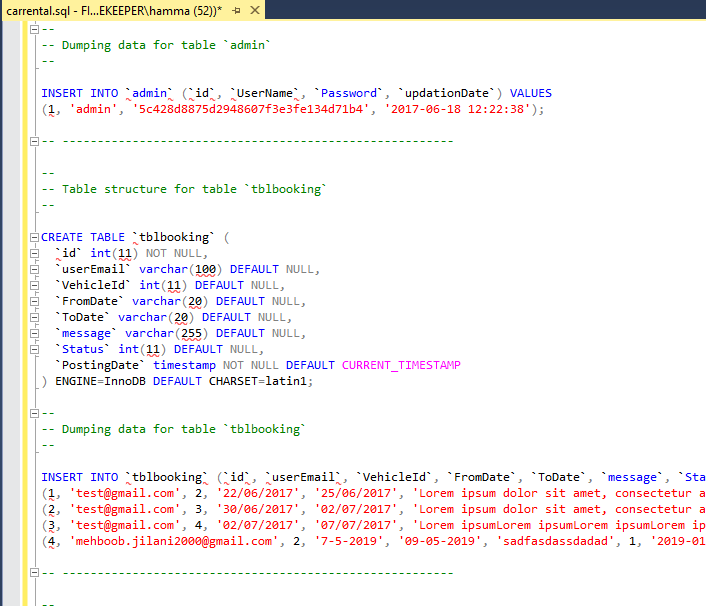 carrental.sql - Fl...EKEEPER\hamma (52))*
--
-- Dumping data for table `admin`
--
INSERT INTO `admin` (`id`, `UserName`, `Password`, `updationDate`) VALUES
(1, 'admin', '5c428d8875d2948607f3e3fe134d71b4', '2017-06-18 12:22:38');
-- --------------------------------------------------------
--
-- Table structure for table `tblbooking`
--
CREATE TABLE `tblbooking` (
`id` int(11) NOT NULL,
`userEmail` varchar(100) DEFAULT NULL,
`VehicleId` int(11) DEFAULT NULL,
`FromDate` varchar(20) DEFAULT NULL,
`ToDate` varchar(20) DEFAULT NULL,
`message` varchar(255) DEFAULT NULL,
`Status` int(11) DEFAULT NULL,
`PostingDate` timestamp NOT NULL DEFAULT CURRENT_TIMESTAMP
) ENGINE=InnoDB DEFAULT CHARSET=latin1;
--
-- Dumping data for table `tblbooking`
--
INSERT INTO `tblbooking` (`id`, `userEmail`, `VehicleId`, `FromDate`, `ToDate`, `message`, `Sta
(1, 'test@gmail.com', 2, '22/06/2017', '25/06/2017', 'Lorem ipsum dolor sit amet, consectetur a
(2, 'test@gmail.com', 3, '30/06/2017', '02/07/2017', 'Lorem ipsum dolor sit amet, consectetur a
(3, 'test@gmail.com', 4, '02/07/2017', '07/07/2017', 'Lorem ipsumLorem ipsumLorem ipsumLorem ip
(4, 'mehboob.jilani2000@gmail.com', 2, '7-5-2019', '09-05-2019', 'sadfasdassdadad', 1, '2019-01
-- --------------------------------------------------------
--